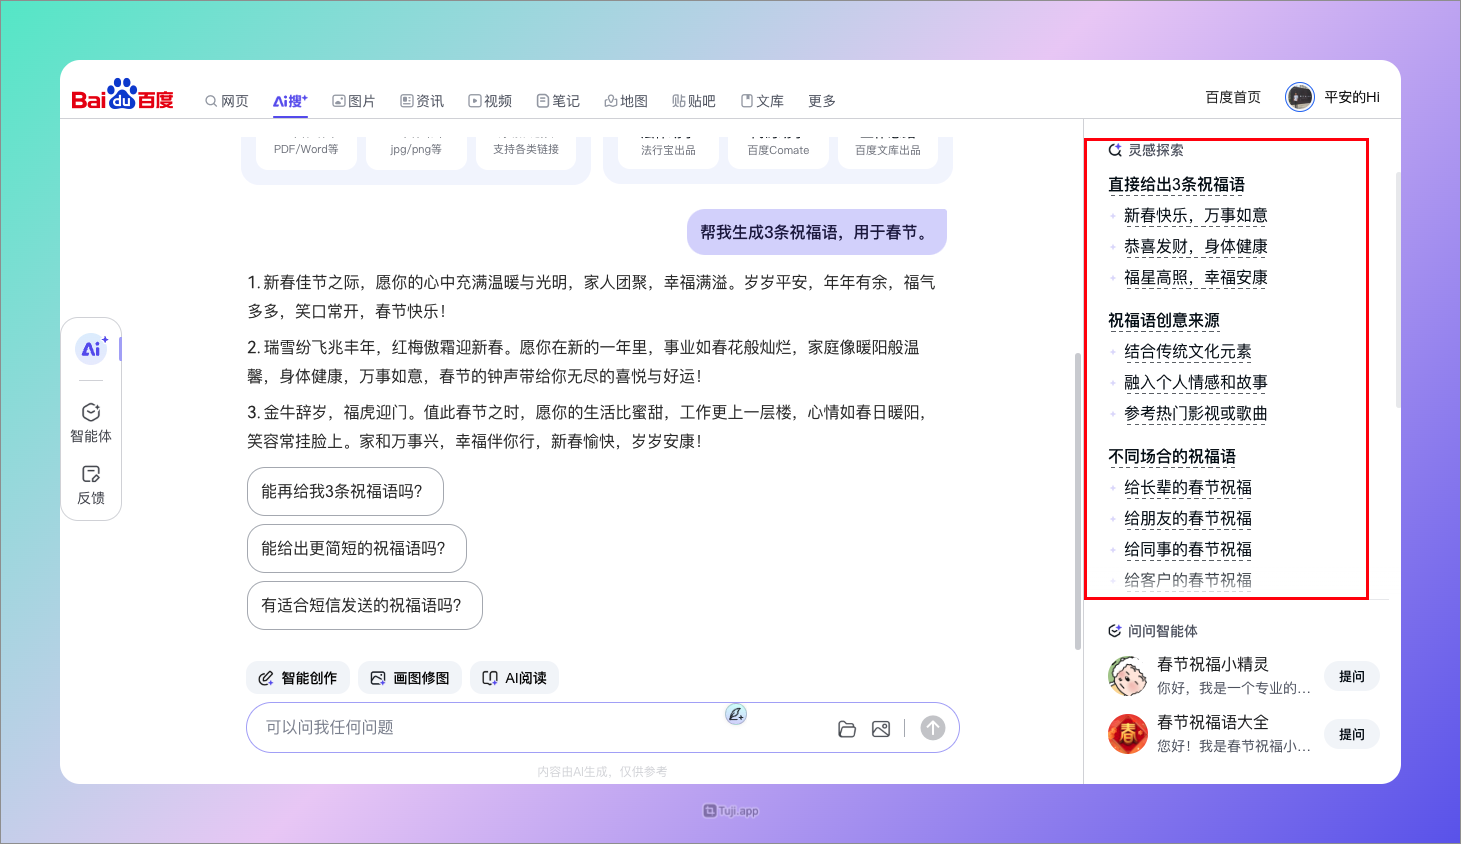 Bai du 百度
网页
Ai搜
图片
资讯
视频
笔记
地图
贴吧
文库
更多
百度首页
平安的Hi
PDF/Word等
jpg/png等
支持各类链接
法行宝出品
百度Comate
百度文库出品
帮我生成3条祝福语，用于春节。
1. 新春佳节之际，愿你的心中充满温暖与光明，家人团聚，幸福满溢。岁岁平安，年年有余，福气
多多，笑口常开，春节快乐！
2. 瑞雪纷飞兆丰年，红梅傲霜迎新春。愿你在新的一年里，事业如春花般灿烂，家庭像暖阳般温
馨，身体健康，万事如意，春节的钟声带给你无尽的喜悦与好运！
3. 金牛辞岁，福虎迎门。值此春节之时，愿你的生活比蜜甜，工作更上一层楼，心情如春日暖阳，
笑容常挂脸上。家和万事兴，幸福伴你行，新春愉快，岁岁安康！
能再给我3条祝福语吗？
能给出更简短的祝福语吗？
有适合短信发送的祝福语吗？
Ai
智能体
反馈
智能创作
画图修图
AI阅读
可以问我任何问题
内容由AI生成，仅供参考
灵感探索
直接给出3条祝福语
新春快乐，万事如意
恭喜发财，身体健康
福星高照，幸福安康
祝福语创意来源
结合传统文化元素
融入个人情感和故事
参考热门影视或歌曲
不同场合的祝福语
给长辈的春节祝福
给朋友的春节祝福
给同事的春节祝福
给客户的春节祝福
问问智能体
春节祝福小精灵
你好，我是一个专业的...
提问
春
春节祝福语大全
您好！我是春节祝福小...
提问
Tuji.app